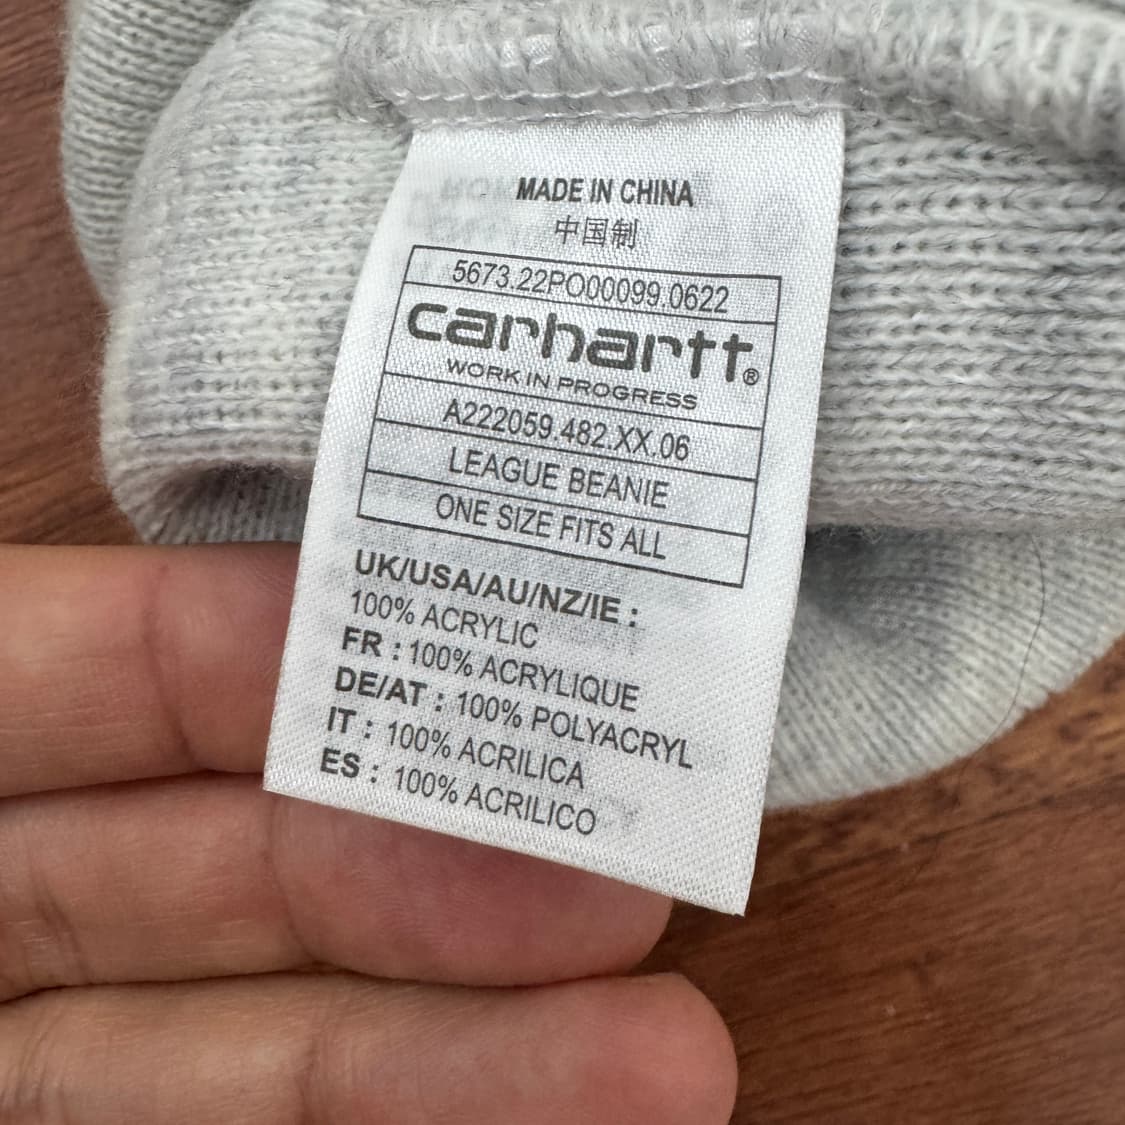 MADE IN CHINA
中国制
5673.22PO00099.0622
carhartt®
WORK IN PROGRESS
A222059.482.XX.06
LEAGUE BEANIE
ONE SIZE FITS ALL
UK/USA/AU/NZ/IE :
100% ACRYLIC
FR : 100% ACRYLIQUE
DE/AT : 100% POLYACRYL
IT : 100% ACRILICA
ES : 100% ACRILICO